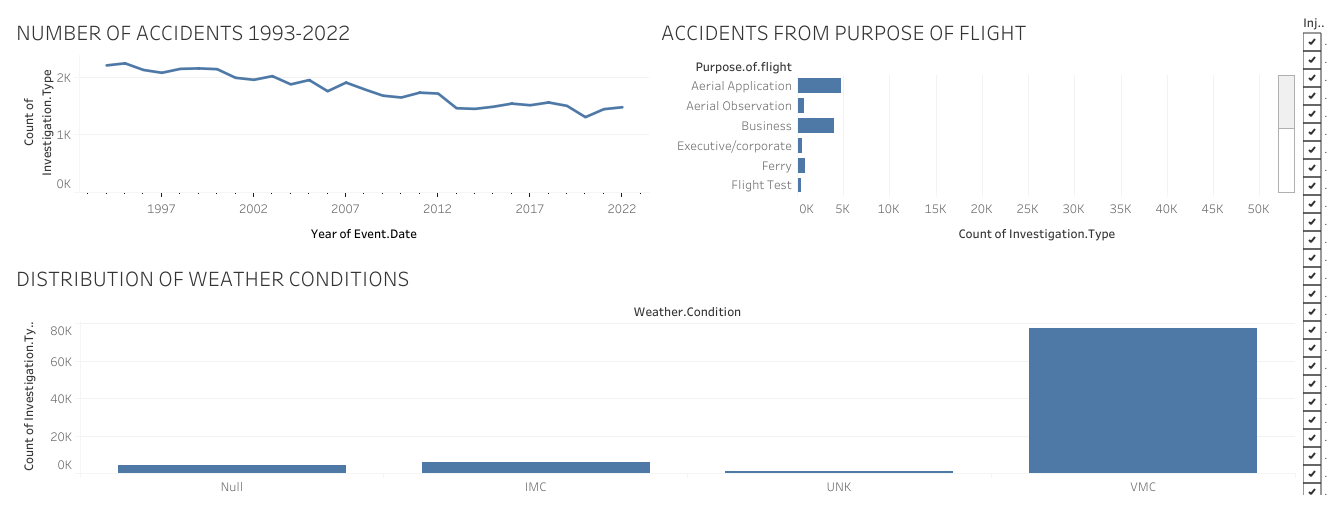 NUMBER OF ACCIDENTS 1993-2022
Count of
Investigation.Type
2K
1K
0K
1997 2002 2007 2012 2017 2022
Year of Event.Date
ACCIDENTS FROM PURPOSE OF FLIGHT
Purpose.of.flight
Aerial Application
Aerial Observation
Business
Executive/corporate
Ferry
Flight Test
0K 5K 10K 15K 20K 25K 30K 35K 40K 45K 50K
Count of Investigation.Type
Inj..
DISTRIBUTION OF WEATHER CONDITIONS
Weather.Condition
Count of Investigation.Ty..
80K
60K
40K
20K
0K
Null IMC UNK VMC